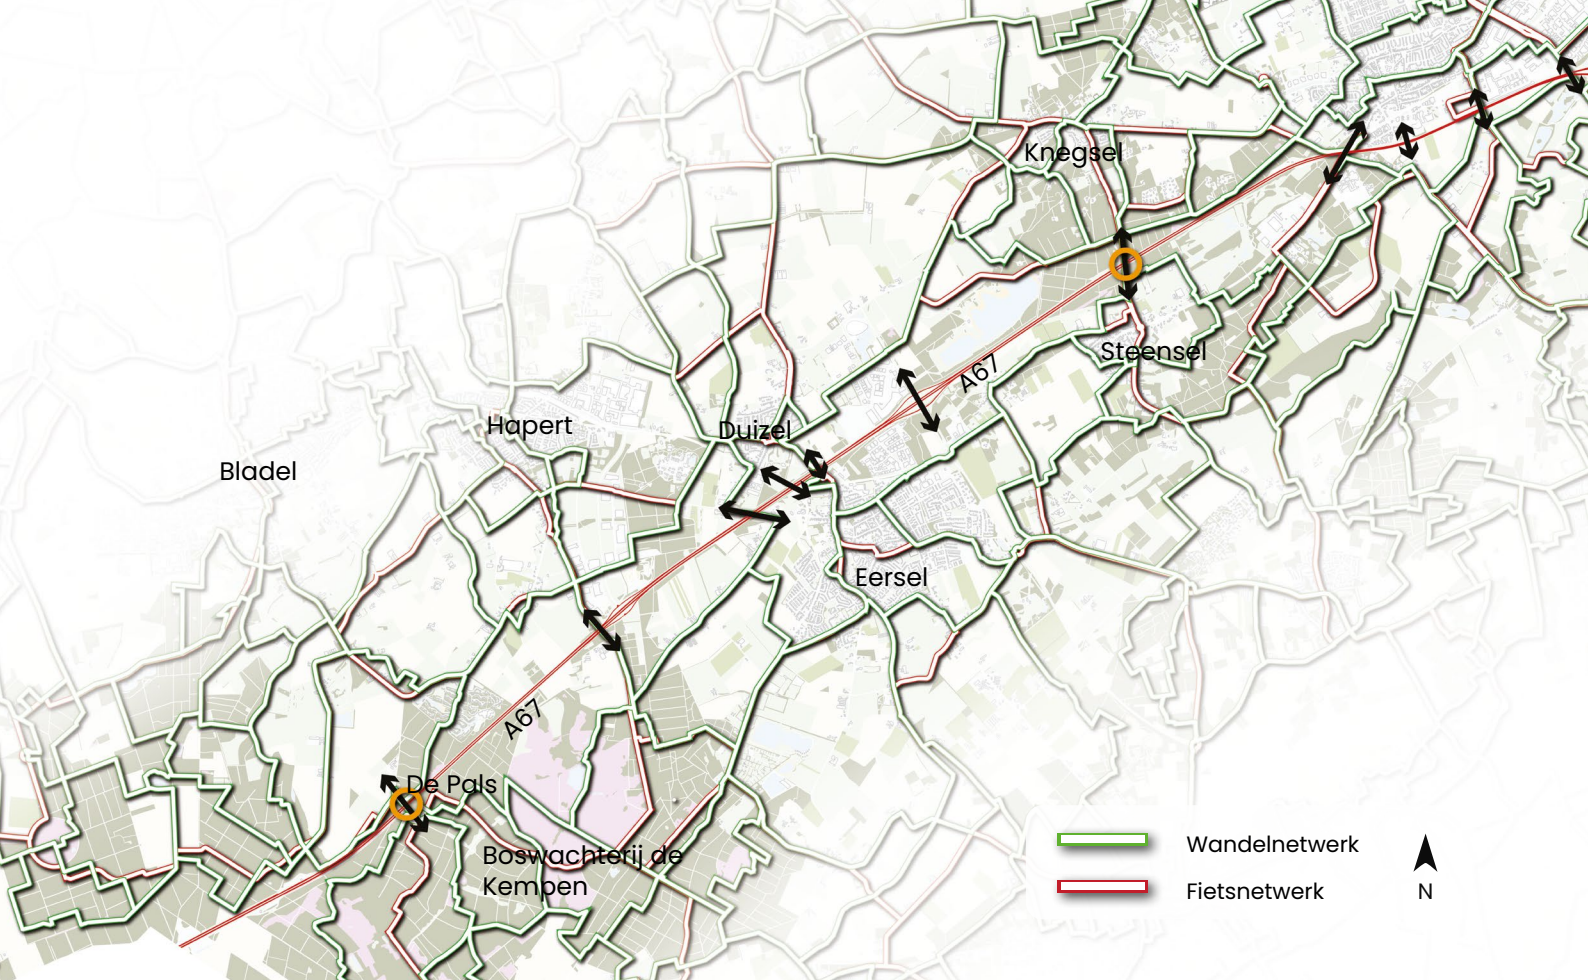 Knegsel
Steensel
A67
Hapert
Duizel
Bladel
Eersel
A67
De Pals
Boswachterij de
Kempen
Wandelnetwerk
Fietsnetwerk
N